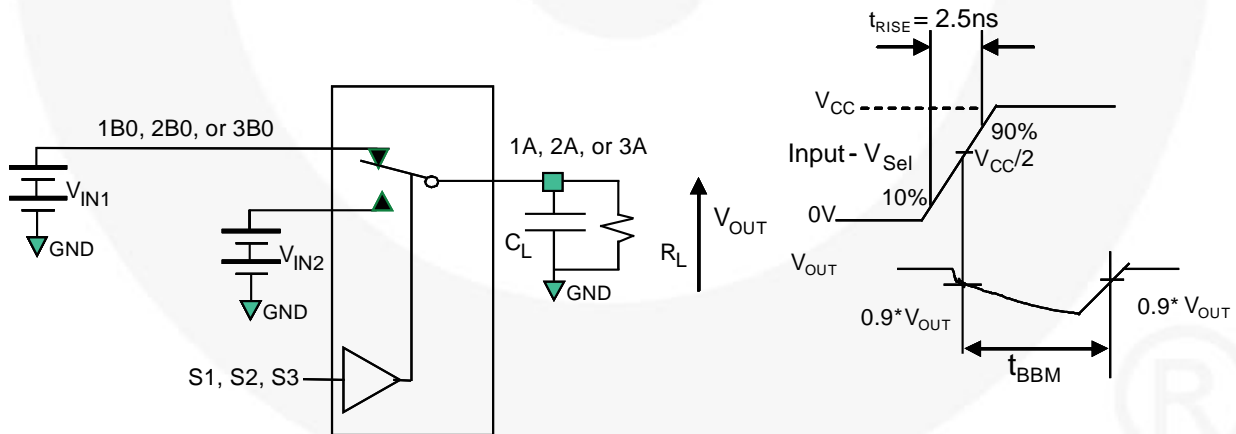 1B0, 2B0, or 3B0
V_IN1
GND
V_IN2
GND
S1, S2, S3
1A, 2A, or 3A
C_L
R_L
GND
V_OUT
t_RISE = 2.5ns
V_CC
90%
Input - V_Sel
V_CC/2
10%
0V
V_OUT
0.9* V_OUT
0.9* V_OUT
t_BBM
®